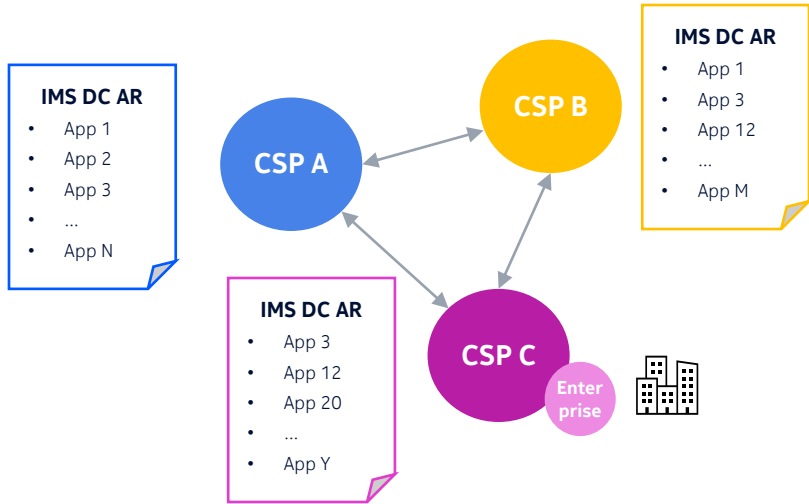 IMS DC AR
• App 1
• App 2
• App 3
• ...
• App N
CSP A
CSP B
IMS DC AR
• App 1
• App 3
• App 12
• ...
• App M
IMS DC AR
• App 3
• App 12
• App 20
• ...
• App Y
CSP C
Enter
prise